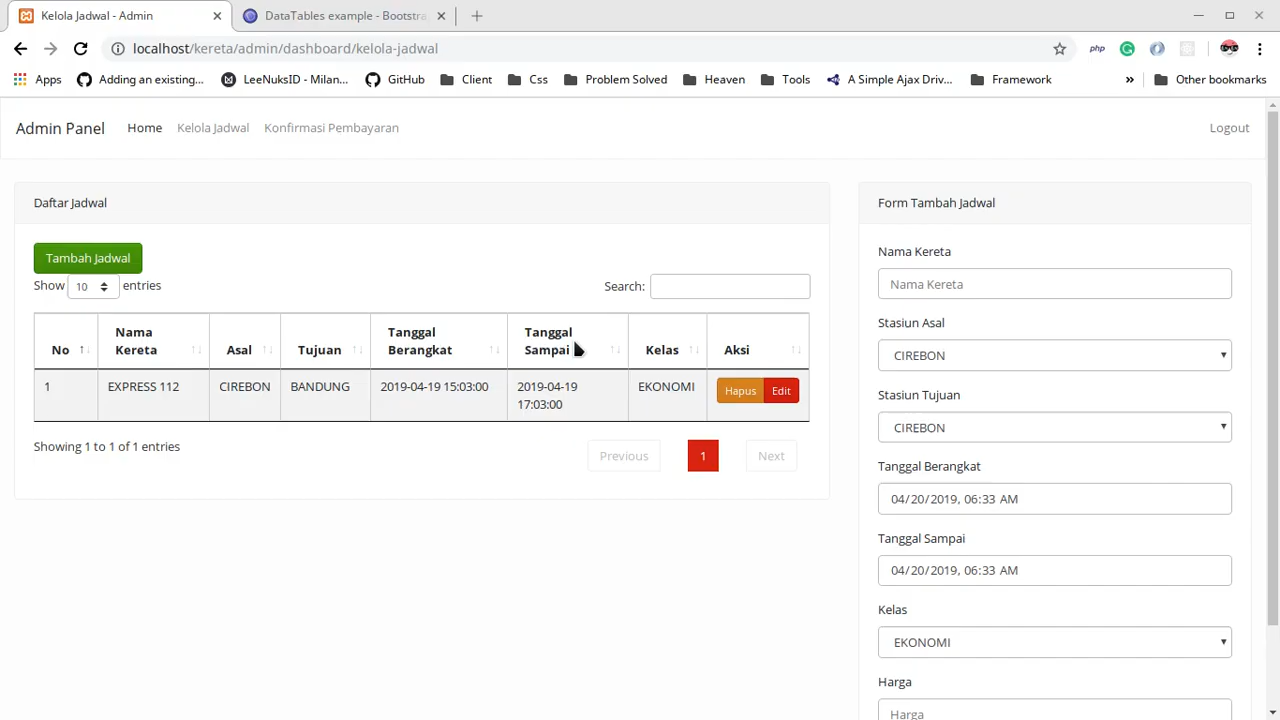 Kelola Jadwal - Admin
DataTables example - Bootstra
localhost/kereta/admin/dashboard/kelola-jadwal
php
Apps
Adding an existing...
LeeNuksID - Milan...
GitHub
Client
Css
Problem Solved
Heaven
Tools
A Simple Ajax Driv...
Framework
»
Other bookmarks
Admin Panel
Home
Kelola Jadwal
Konfirmasi Pembayaran
Logout
Daftar Jadwal
Tambah Jadwal
Show 10 entries
Search:
No
Nama Kereta
Asal
Tujuan
Tanggal Berangkat
Tanggal Sampai
Kelas
Aksi
1
EXPRESS 112
CIREBON
BANDUNG
2019-04-19 15:03:00
2019-04-19
17:03:00
EKONOMI
Hapus
Edit
Showing 1 to 1 of 1 entries
Previous
1
Next
Form Tambah Jadwal
Nama Kereta
Nama Kereta
Stasiun Asal
CIREBON
Stasiun Tujuan
CIREBON
Tanggal Berangkat
04/20/2019, 06:33 AM
Tanggal Sampai
04/20/2019, 06:33 AM
Kelas
EKONOMI
Harga
Harga